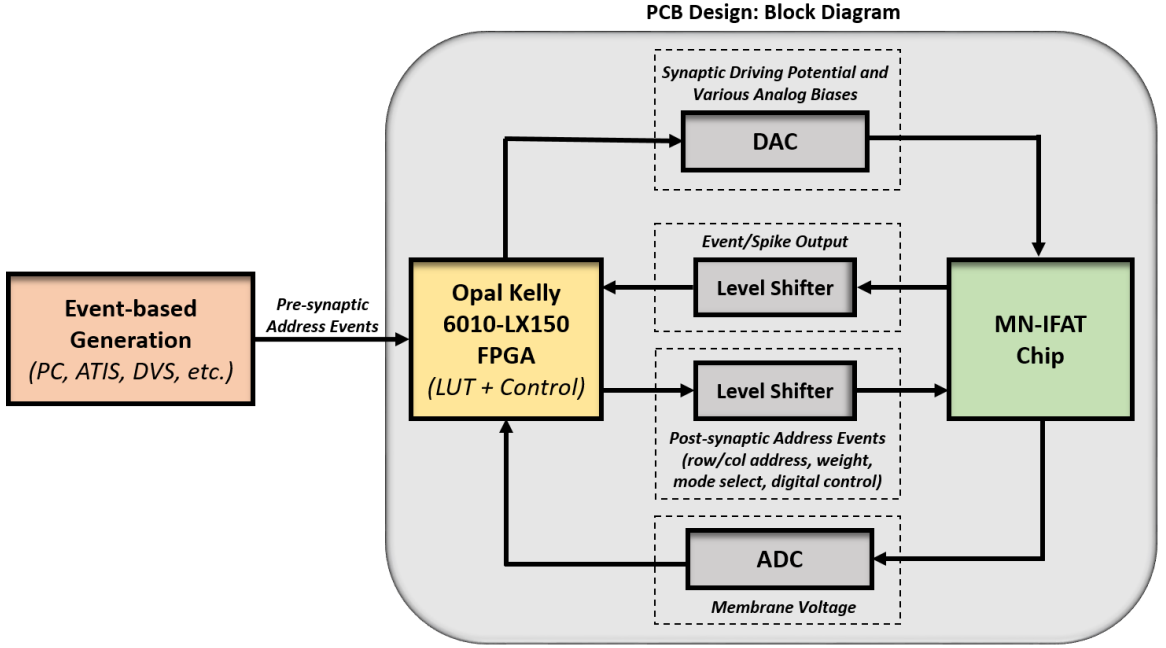 PCB Design: Block Diagram
Synaptic Driving Potential and
Various Analog Biases
DAC
Event/Spike Output
Level Shifter
Event-based
Generation
(PC, ATIS, DVS, etc.)
Pre-synaptic
Address Events
Opal Kelly
6010-LX150
FPGA
(LUT + Control)
MN-IFAT
Chip
Level Shifter
Post-synaptic Address Events
(row/col address, weight,
mode select, digital control)
ADC
Membrane Voltage